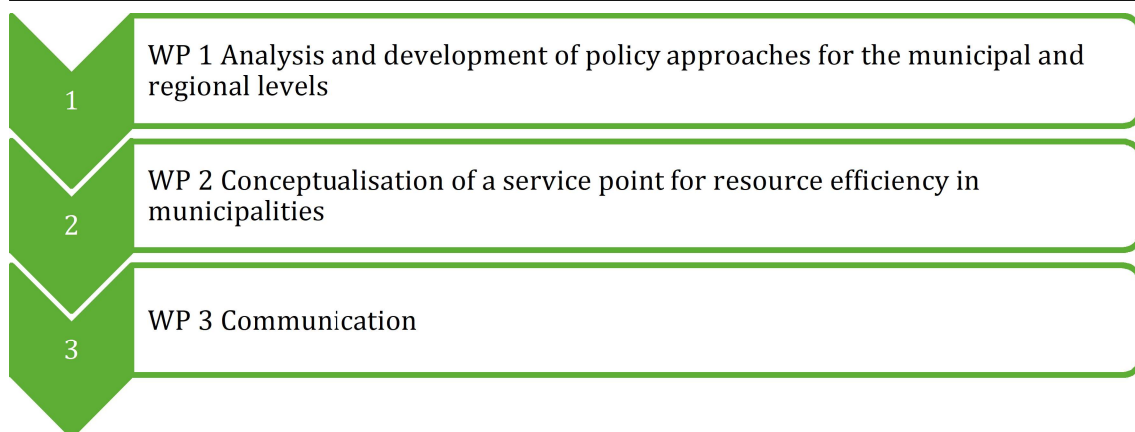 1
WP 1 Analysis and development of policy approaches for the municipal and
regional levels
2
WP 2 Conceptualisation of a service point for resource efficiency in
municipalities
3
WP 3 Communication